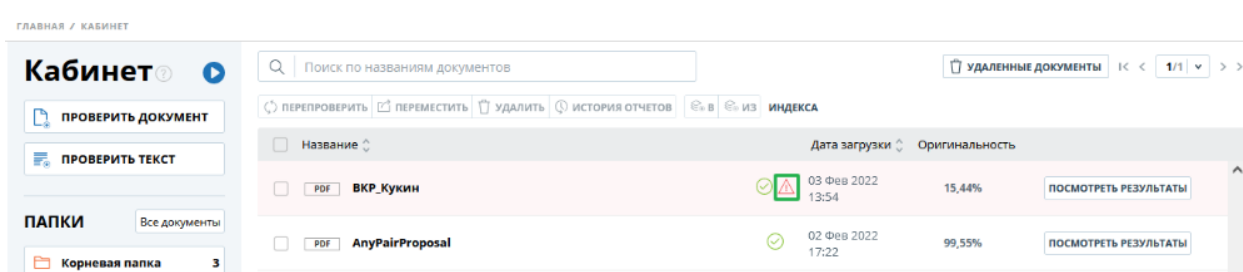 ГЛАВНАЯ / КАБИНЕТ
Кабинет
Поиск по названиям документов
УДАЛЕННЫЕ ДОКУМЕНТЫ
1/1
ПРОВЕРИТЬ ДОКУМЕНТ
ПЕРЕПРОВЕРИТЬ ПЕРЕМЕСТИТЬ УДАЛИТЬ ИСТОРИЯ ОТЧЕТОВ В ИЗ ИНДЕКСА
ПРОВЕРИТЬ ТЕКСТ
Название Дата загрузки Оригинальность
PDF ВКР_Кукин 03 Фев 2022 13:54 15,44% ПОСМОТРЕТЬ РЕЗУЛЬТАТЫ
ПАПКИ Все документы
PDF AnyPairProposal 02 Фев 2022 17:22 99,55% ПОСМОТРЕТЬ РЕЗУЛЬТАТЫ
Корневая папка 3